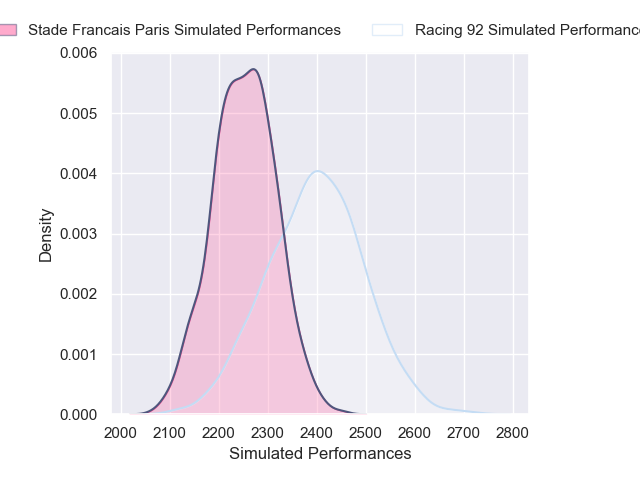 Stade Francais Paris Simulated Performances Racing 92 Simulated Performance
0.006
0.005
0.004
0.003
0.002
0.001
0.000
Density
2000 2100 2200 2300 2400 2500 2600 2700 2800
Simulated Performances